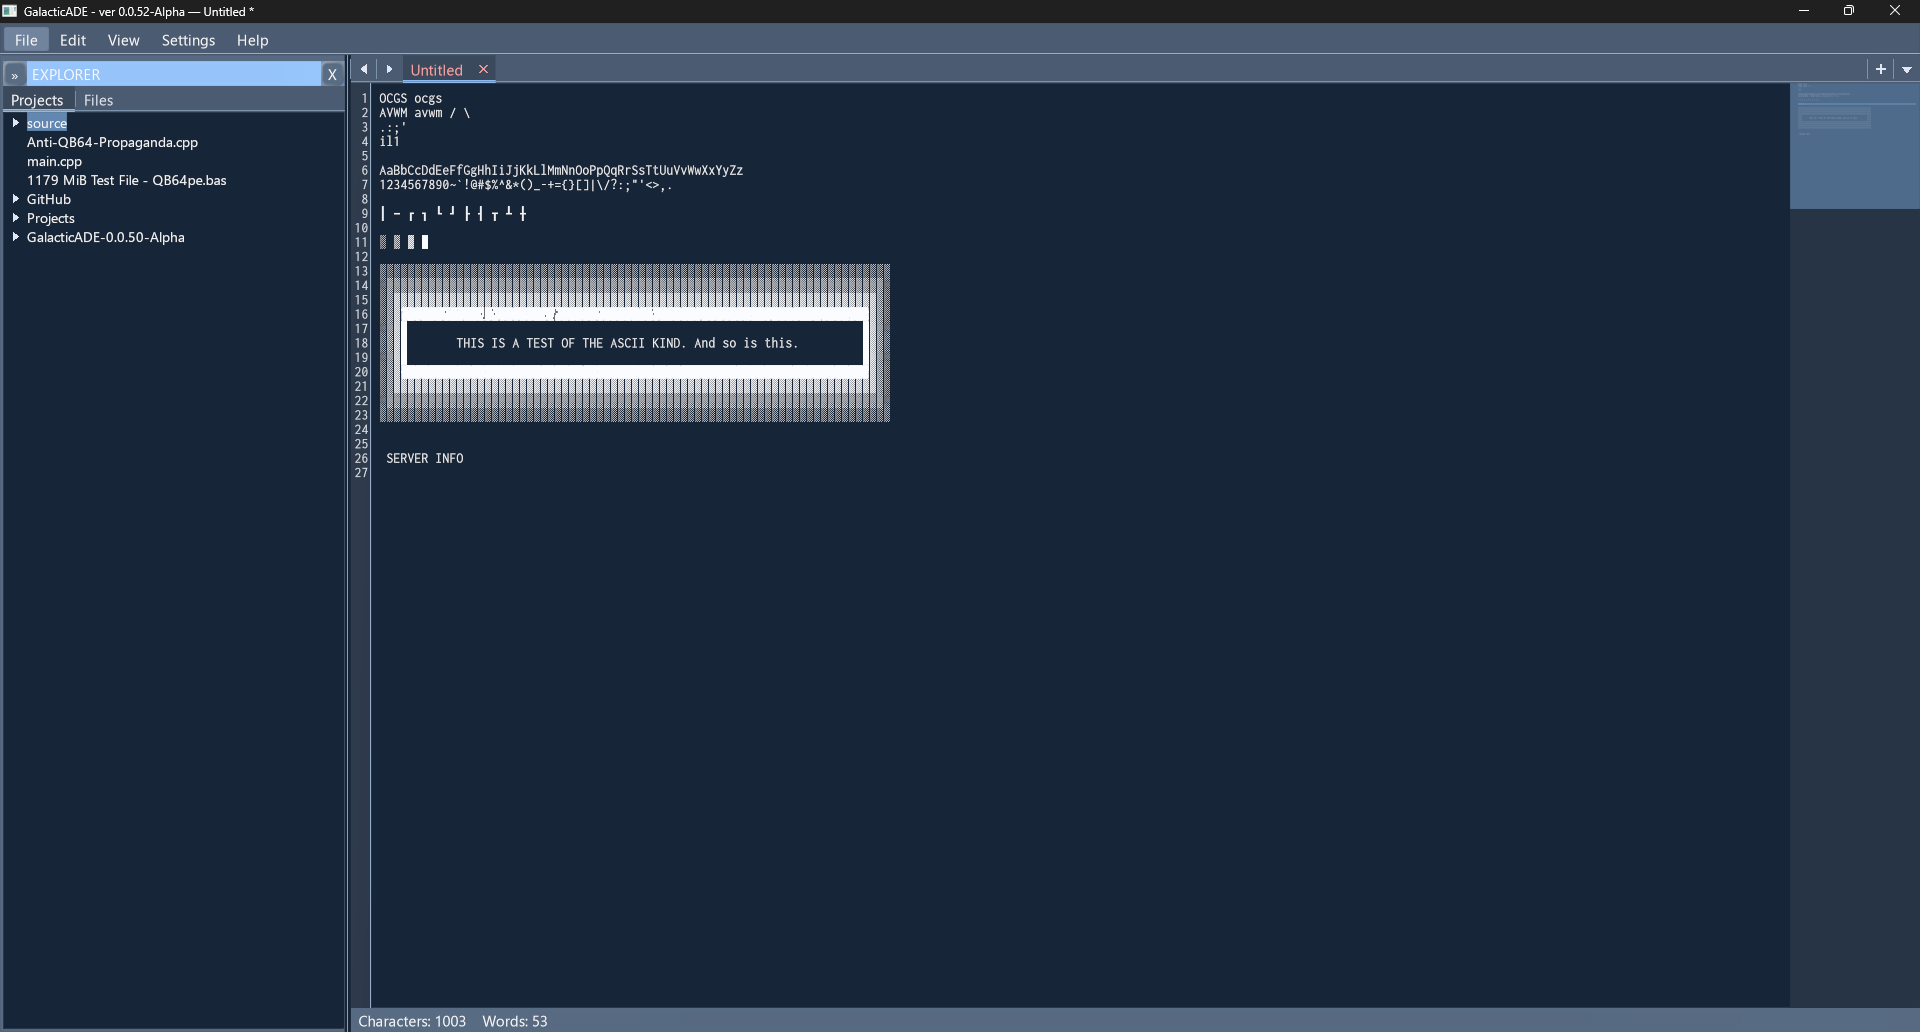 GalacticADE - ver 0.0.52-Alpha — Untitled *
File Edit View Settings Help
» EXPLORER X
Projects Files
source
Anti-QB64-Propaganda.cpp
main.cpp
1179 MiB Test File - QB64pe.bas
GitHub
Projects
GalacticADE-0.0.50-Alpha
Untitled ×
1 OCGS ocgs
2 AVWM avwm / \
3 .:;'
4 il1
5
6 AaBbCcDdEeFfGgHhIiJjKkLlMmNnOoPpQqRrSsTtUuVvWwXxYyZz
7 1234567890~`!@#$%^&*()_-+={}[]|\/?:;"'<>,.
8
9 │ ─ ┌ ┐ └ ┘ ├ ┤ ┬ ┴ ┼
10
11 ░ ▒ ▓ █
12
13
14
15
16
17
18 THIS IS A TEST OF THE ASCII KIND. And so is this.
19
20
21
22
23
24
25
26 SERVER INFO
27
Characters: 1003 Words: 53